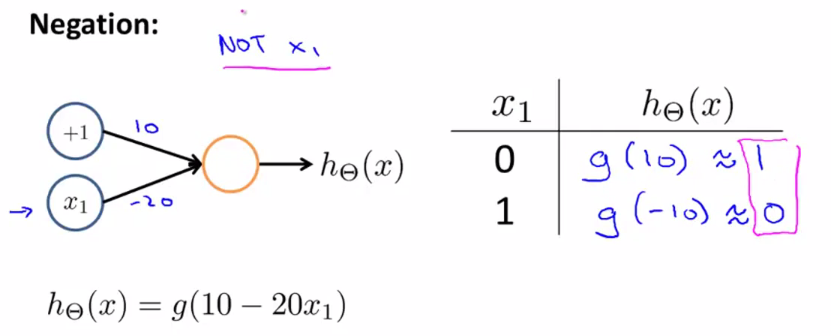 Negation:
NOT x₁
+1
10
x₁
-20
h_Θ(x)
x₁ h_Θ(x)
0 g(10) ≈ 1
1 g(-10) ≈ 0
h_Θ(x) = g(10 − 20x₁)